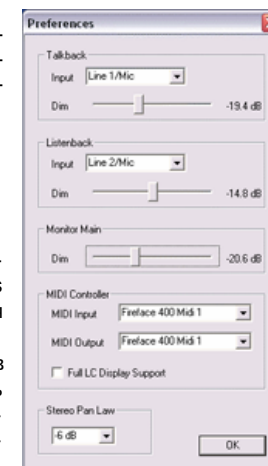 Preferences
Talkback
Input Line 1/Mic
Dim -19.4 dB
Listenback
Input Line 2/Mic
Dim -14.8 dB
Monitor Main
Dim -20.6 dB
MIDI Controller
MIDI Input Fireface 400 Midi 1
MIDI Output Fireface 400 Midi 1
Full LC Display Support
Stereo Pan Law
-6 dB
OK